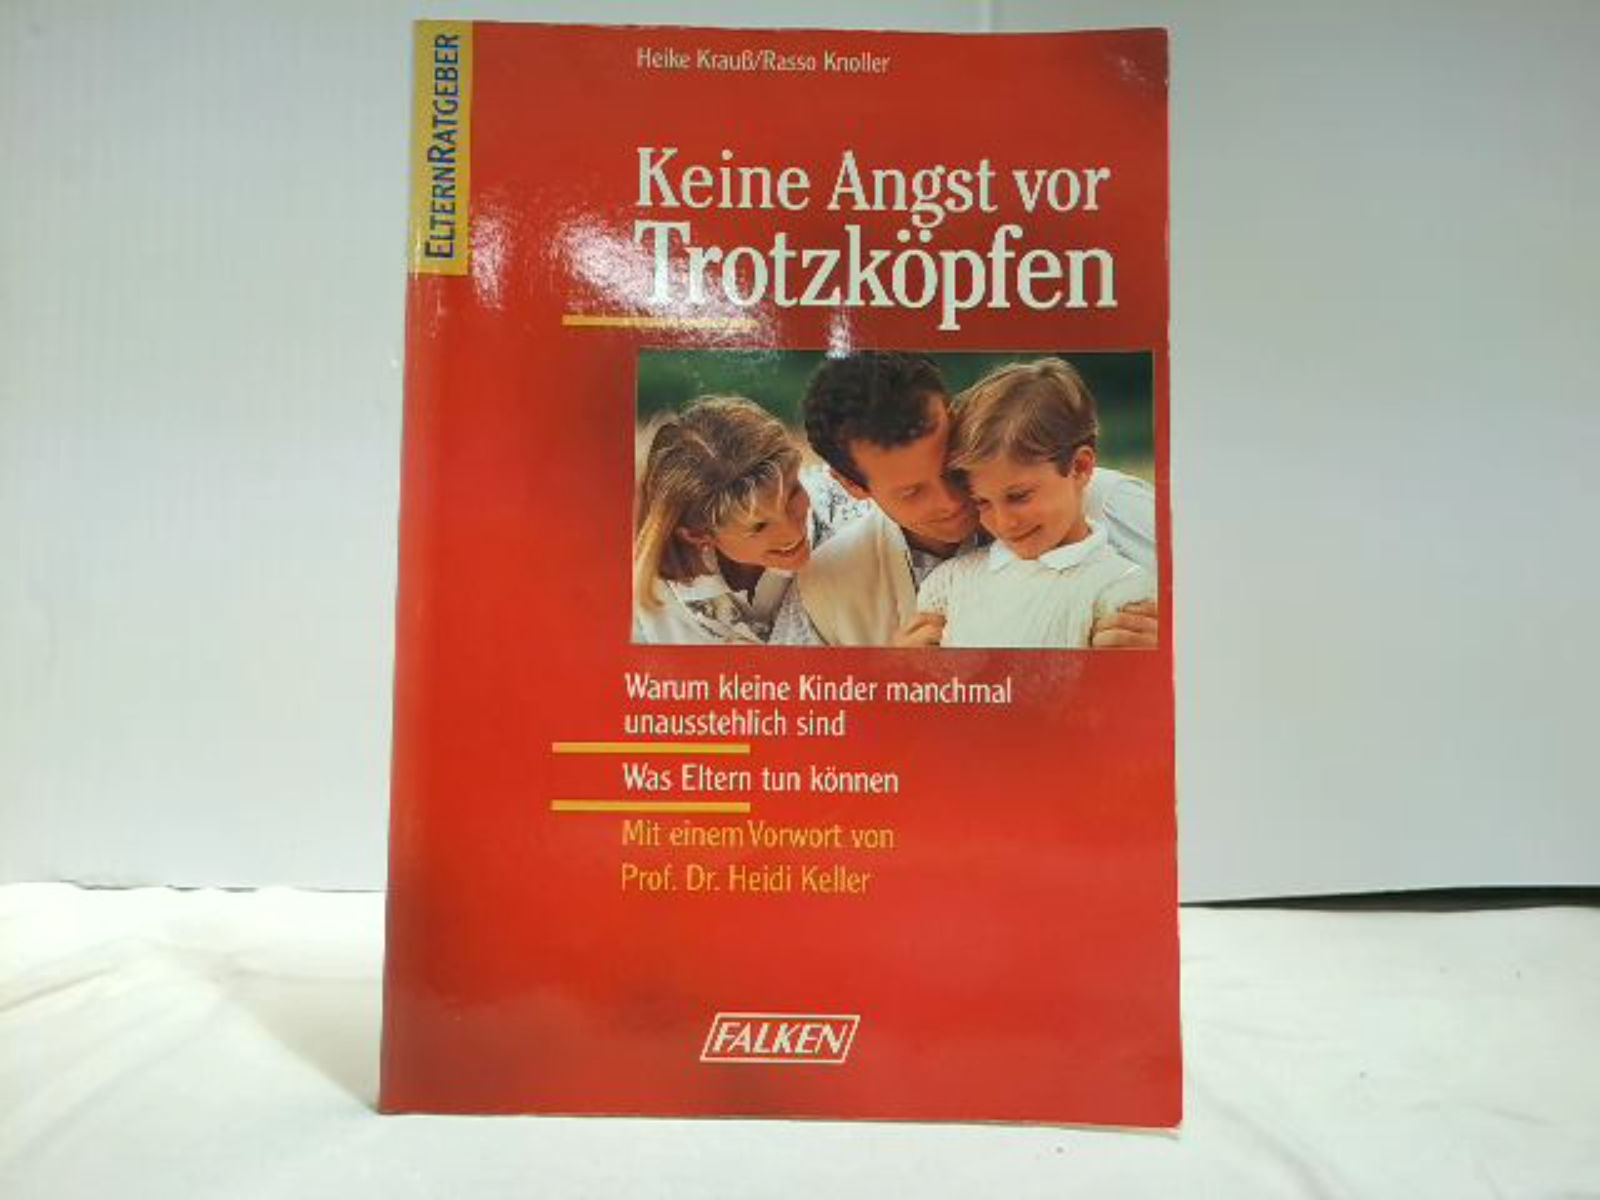 ELTERNRATGEBER
Heike Krauß/Rasso Knoller
Keine Angst vor
Trotzköpfen
Warum kleine Kinder manchmal
unausstehlich sind
Was Eltern tun können
Mit einem Vorwort von
Prof. Dr. Heidi Keller
FALKEN